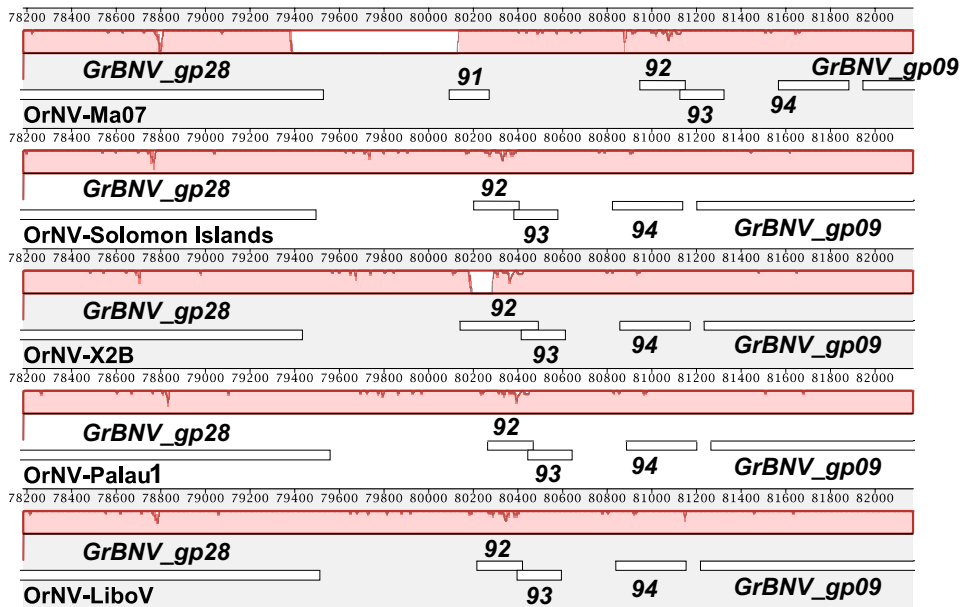 78200 78400 78600 78800 79000 79200 79400 79600 79800 80000 80200 80400 80600 80800 81000 81200 81400 81600 81800 82000
GrBNV_gp28 91 92 93 94 GrBNV_gp09
OrNV-Ma07
78200 78400 78600 78800 79000 79200 79400 79600 79800 80000 80200 80400 80600 80800 81000 81200 81400 81600 81800 82000
GrBNV_gp28 92 93 94 GrBNV_gp09
OrNV-Solomon Islands
78200 78400 78600 78800 79000 79200 79400 79600 79800 80000 80200 80400 80600 80800 81000 81200 81400 81600 81800 82000
GrBNV_gp28 92 93 94 GrBNV_gp09
OrNV-X2B
78200 78400 78600 78800 79000 79200 79400 79600 79800 80000 80200 80400 80600 80800 81000 81200 81400 81600 81800 82000
GrBNV_gp28 92 93 94 GrBNV_gp09
OrNV-Palau1
78200 78400 78600 78800 79000 79200 79400 79600 79800 80000 80200 80400 80600 80800 81000 81200 81400 81600 81800 82000
GrBNV_gp28 92 93 94 GrBNV_gp09
OrNV-LiboV